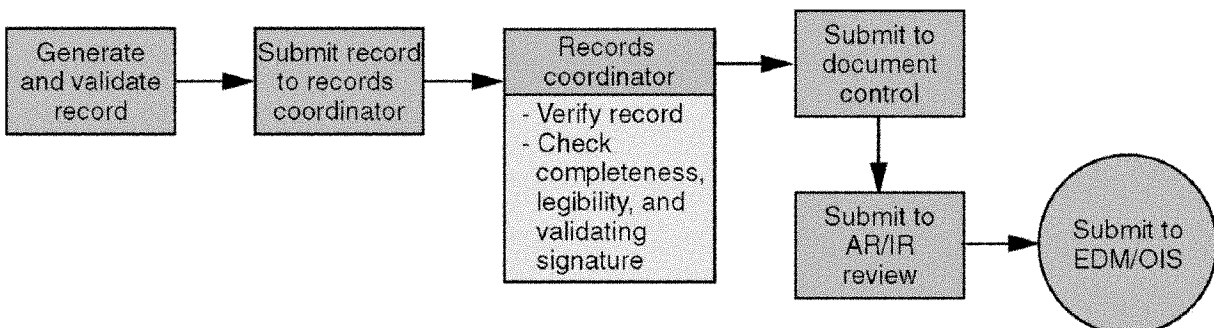 Generate
and validate
record
Submit record
to records
coordinator
Records
coordinator
- Verify record
- Check
completeness,
legibility, and
validating
signature
Submit to
document
control
Submit to
AR/IR
review
Submit to
EDM/OIS